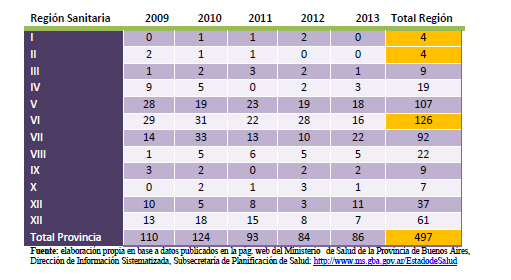 Región Sanitaria 2009 2010 2011 2012 2013 Total Región
I 0 1 1 2 0 4
II 2 1 1 0 0 4
III 1 2 3 2 1 9
IV 9 5 0 2 3 19
V 28 19 23 19 18 107
VI 29 31 22 28 16 126
VII 14 33 13 10 22 92
VIII 1 5 6 5 5 22
IX 3 2 0 2 2 9
X 0 2 1 3 1 7
XII 10 5 8 3 11 37
XII 13 18 15 8 7 61
Total Provincia 110 124 93 84 86 497
Fuente: elaboración propia en base a datos publicados en la pág. web del Ministerio de Salud de la Provincia de Buenos Aires,
Dirección de Información Sistematizada, Subsecretaría de Planificación de Salud: http://www.ms.gba.gov.ar/EstadodeSalud